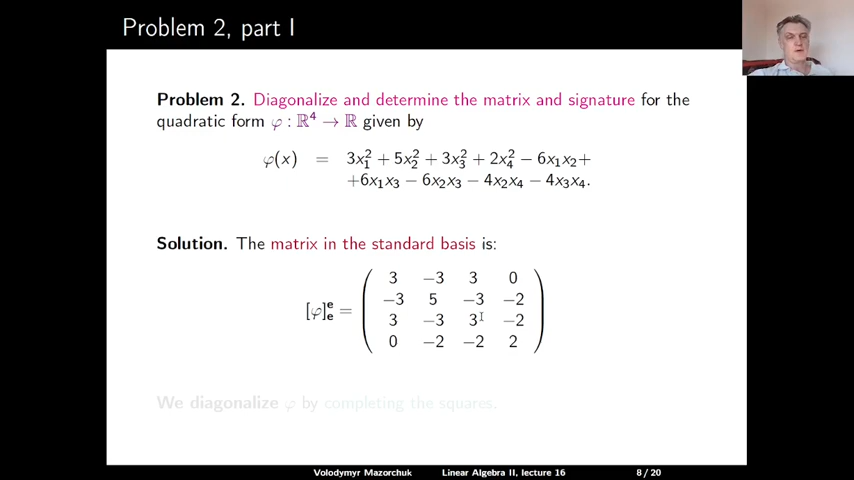 Problem 2, part I
Problem 2. Diagonalize and determine the matrix and signature for the
quadratic form φ : ℝ⁴ → ℝ given by
φ(x) = 3x₁² + 5x₂² + 3x₃² + 2x₄² − 6x₁x₂+
+6x₁x₃ − 6x₂x₃ − 4x₂x₄ − 4x₃x₄.
Solution. The matrix in the standard basis is:
3 −3 3 0
−3 5 −3 −2
[φ]ᵉₑ =
3 −3 3 −2
0 −2 −2 2
We diagonalize φ by completing the squares.
Volodymyr Mazorchuk Linear Algebra II, lecture 16 8 / 20